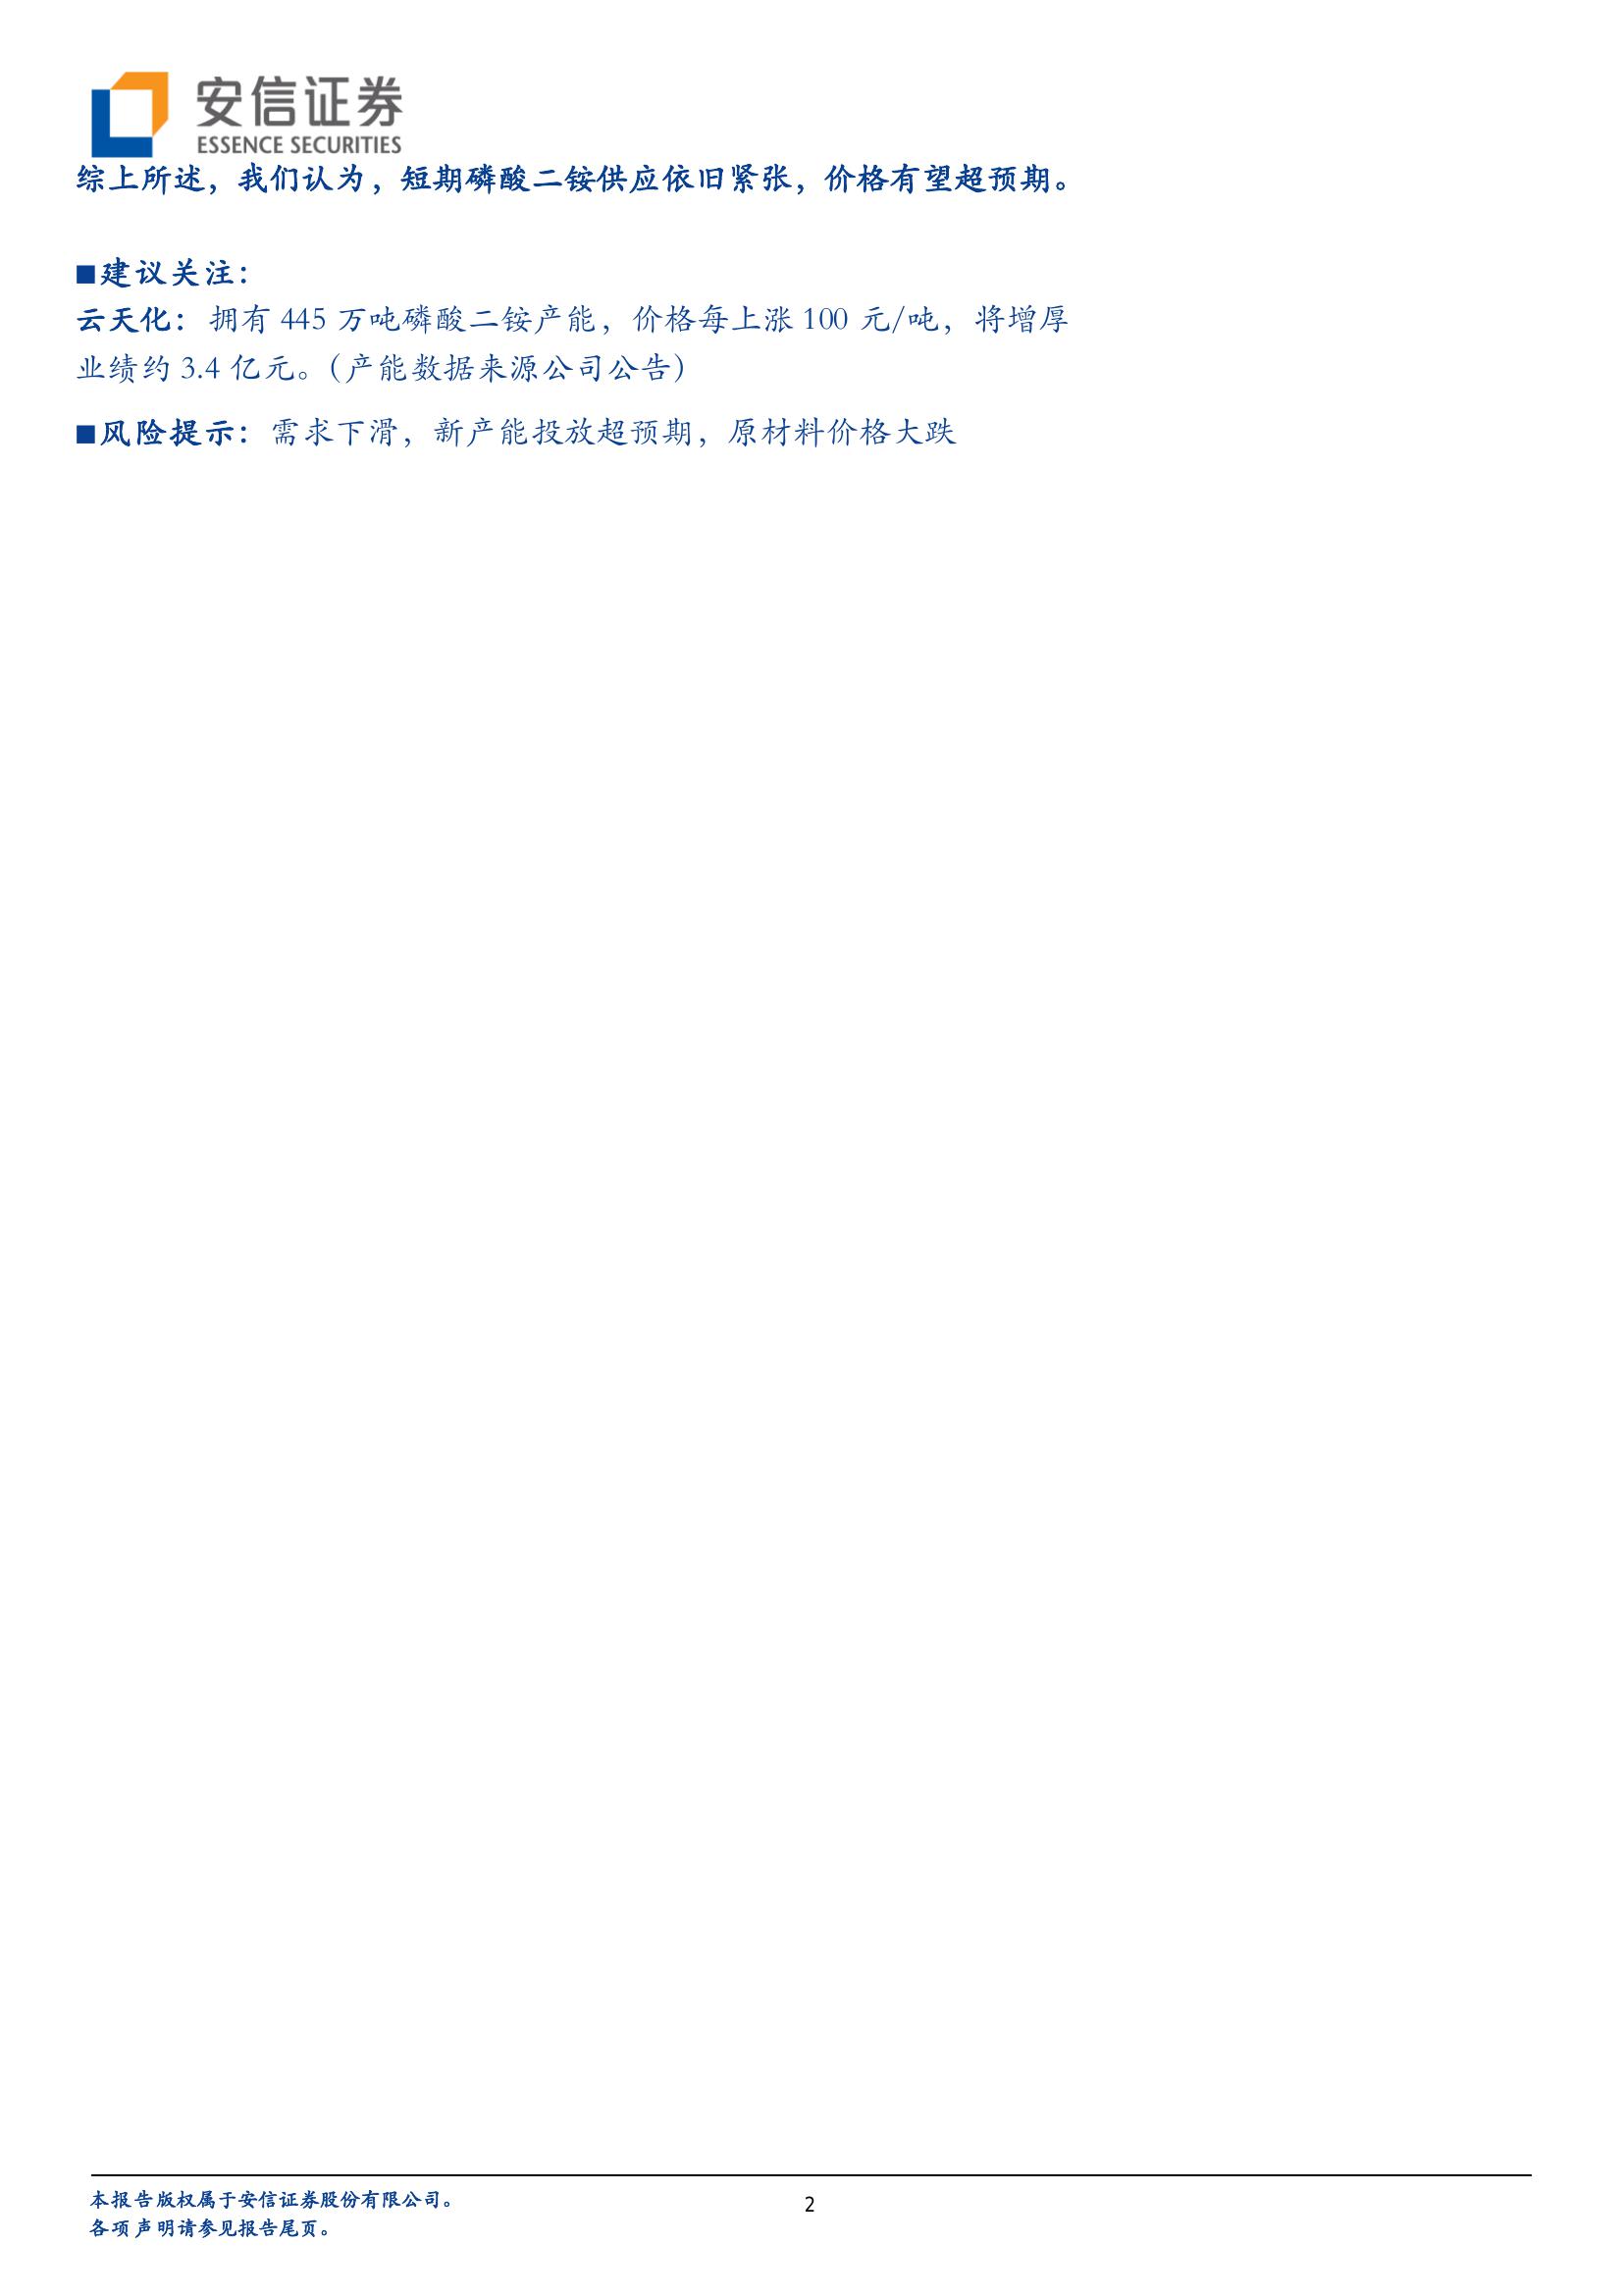 安信证券
ESSENCE SECURITIES
综上所述，我们认为，短期磷酸二铵供应依旧紧张，价格有望超预期。
■建议关注：
云天化：拥有 445 万吨磷酸二铵产能，价格每上涨 100 元/吨，将增厚
业绩约 3.4 亿元。（产能数据来源公司公告）
■风险提示：需求下滑，新产能投放超预期，原材料价格大跌
本报告版权属于安信证券股份有限公司。
2
各项声明请参见报告尾页。